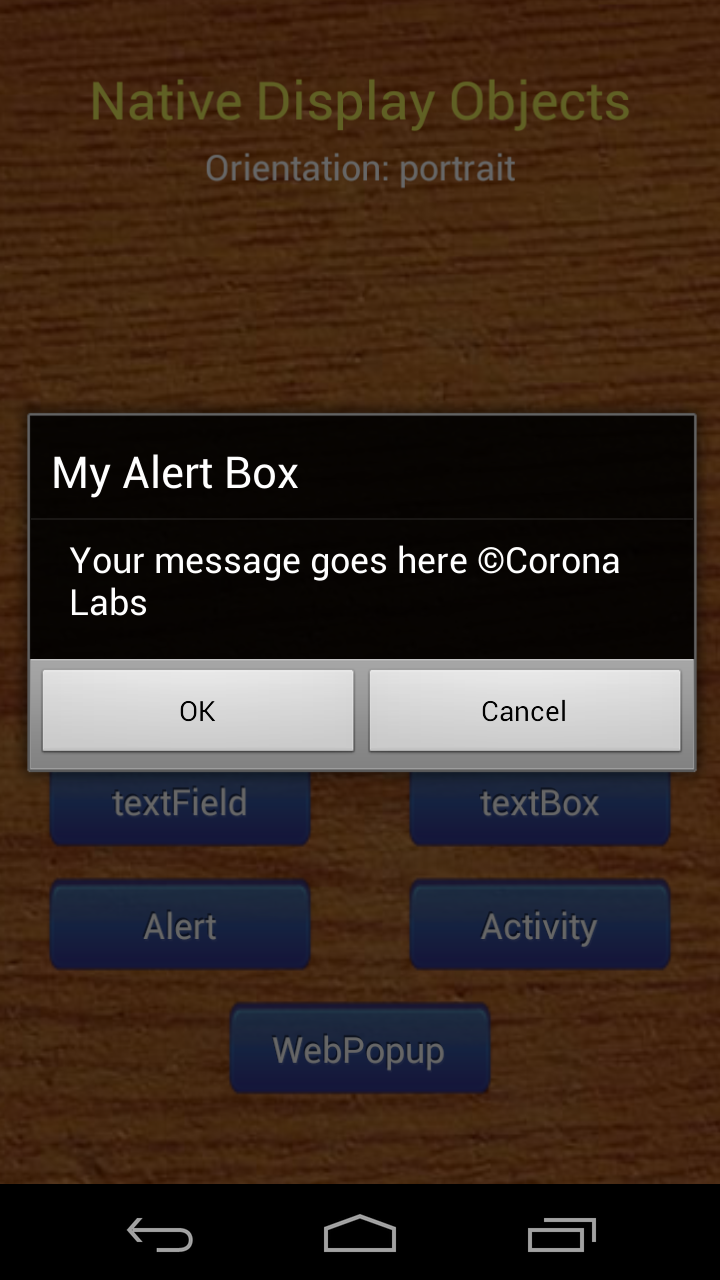 Native Display Objects
Orientation: portrait
My Alert Box
Your message goes here ©Corona
Labs
OK
Cancel
textField
textBox
Alert
Activity
WebPopup